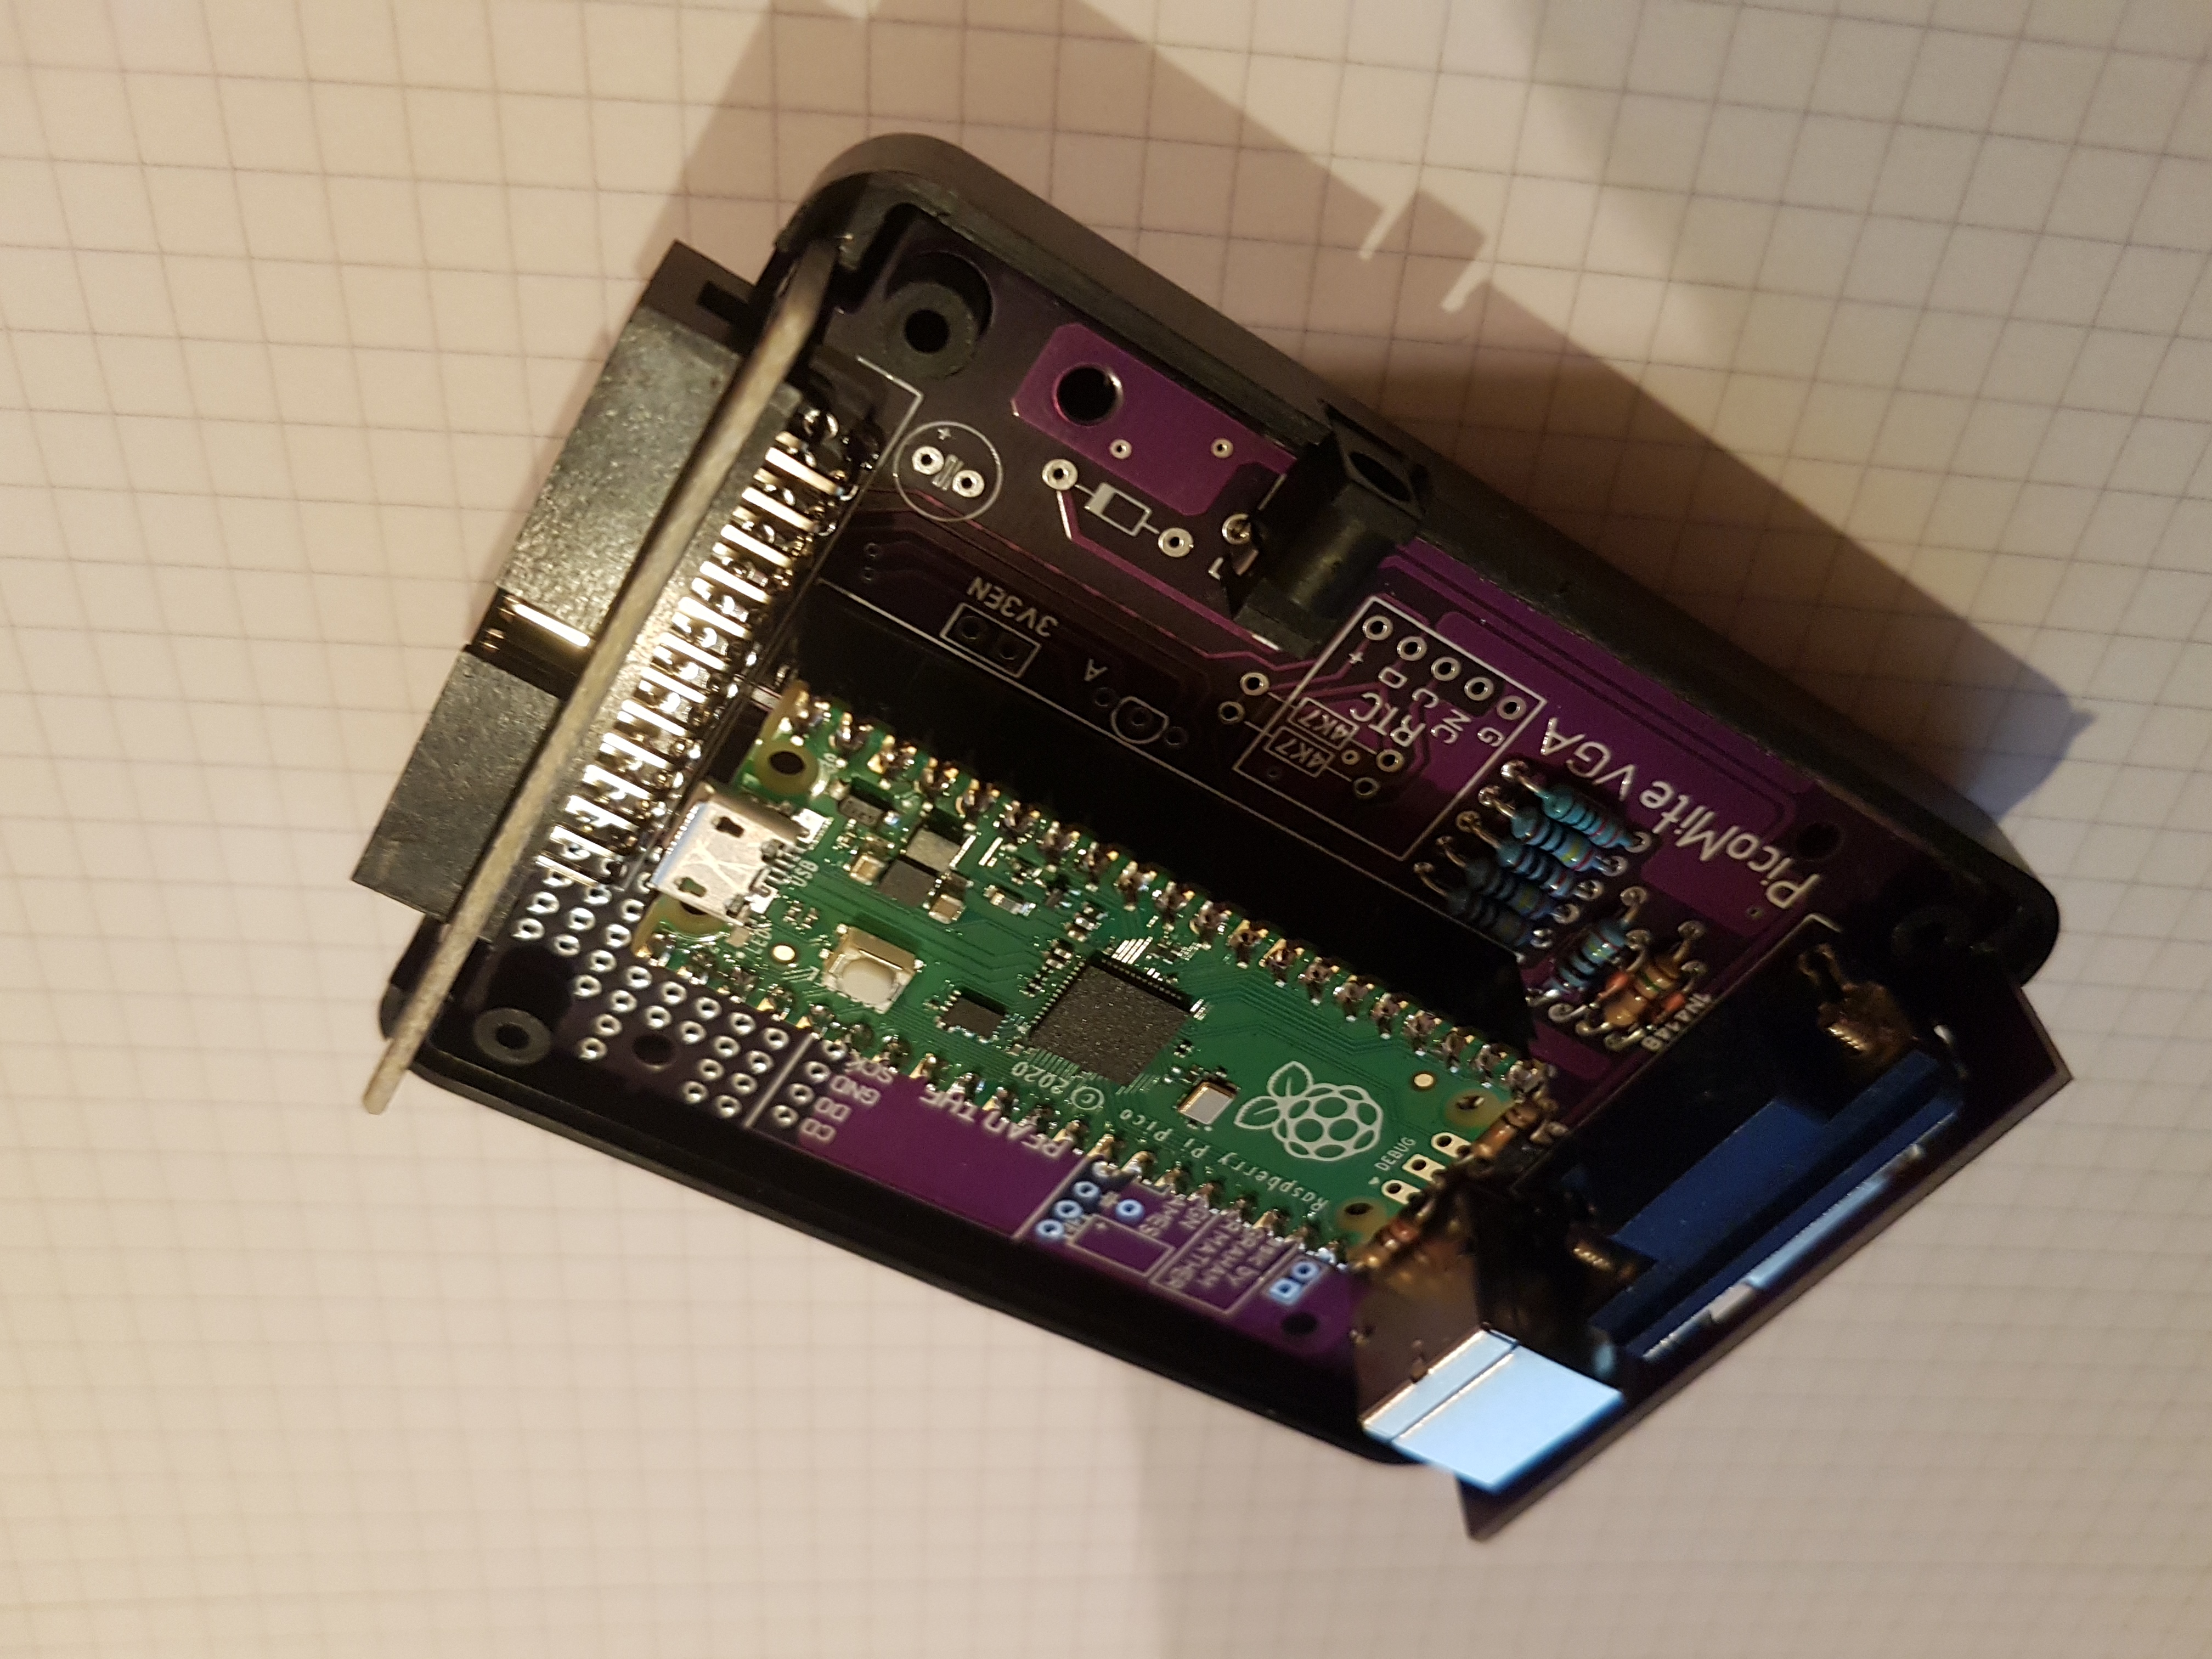 Raspberry Pi Pico
© 2020
DEBUG
LED
USB
READ THE
CD
DO
GND
SCK
1N4148
PicoMite VGA
4K7
4K7
RTC
G
NC
C
D
+
A
3V3EN
+